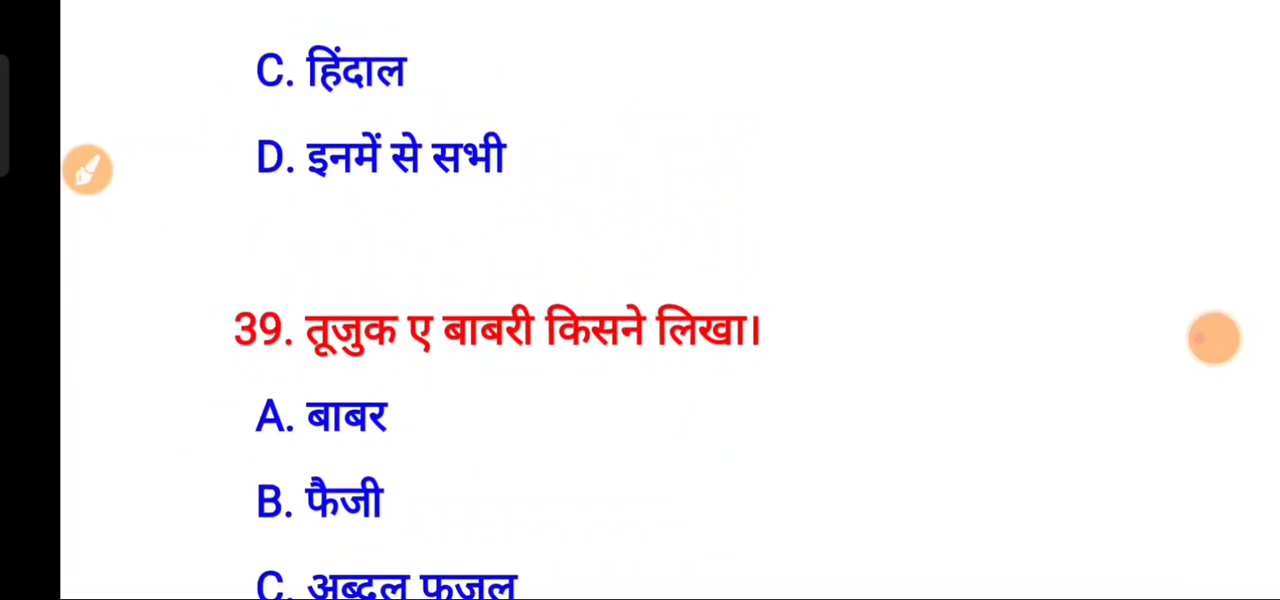 C. हिंदाल
D. इनमें से सभी
39. तूजुक ए बाबरी किसने लिखा।
A. बाबर
B. फैजी
C. अब्दुल फजल